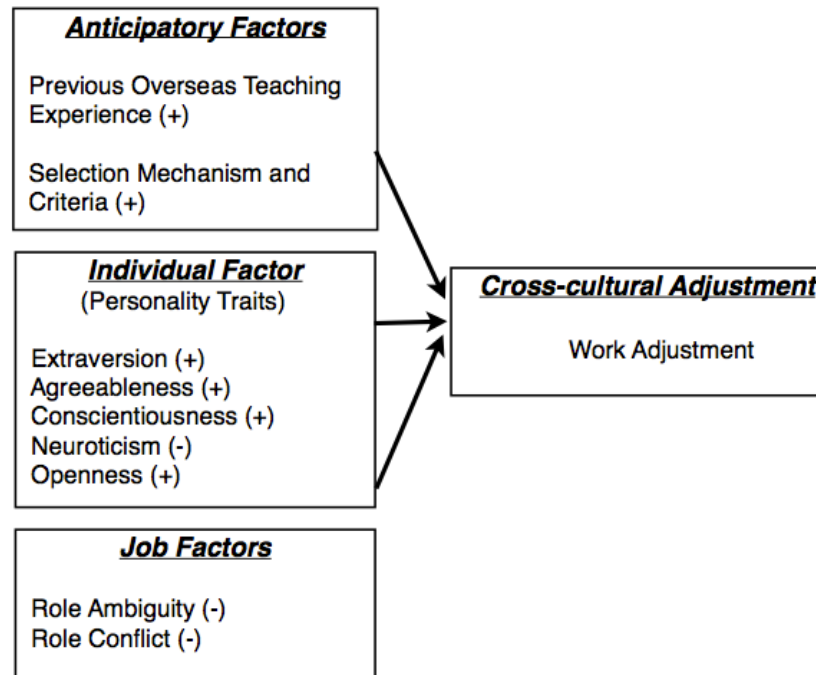 Anticipatory Factors
Previous Overseas Teaching
Experience (+)
Selection Mechanism and
Criteria (+)
Individual Factor
(Personality Traits)
Extraversion (+)
Agreeableness (+)
Conscientiousness (+)
Neuroticism (-)
Openness (+)
Job Factors
Role Ambiguity (-)
Role Conflict (-)
Cross-cultural Adjustment
Work Adjustment